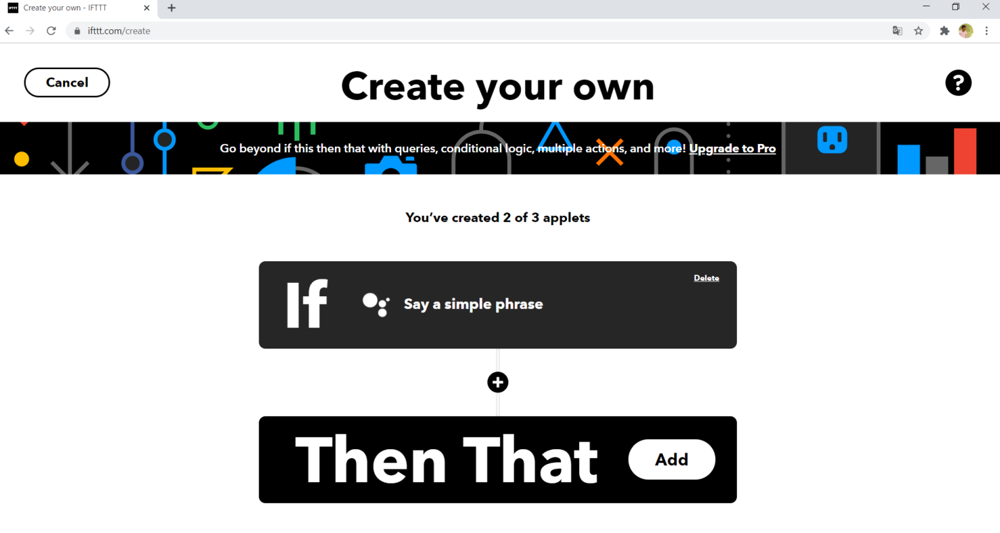 Create your own - IFTTT
ifttt.com/create
Cancel
Create your own
?
Go beyond if this then that with queries, conditional logic, multiple actions, and more! Upgrade to Pro
You’ve created 2 of 3 applets
Delete
If Say a simple phrase
Then That Add